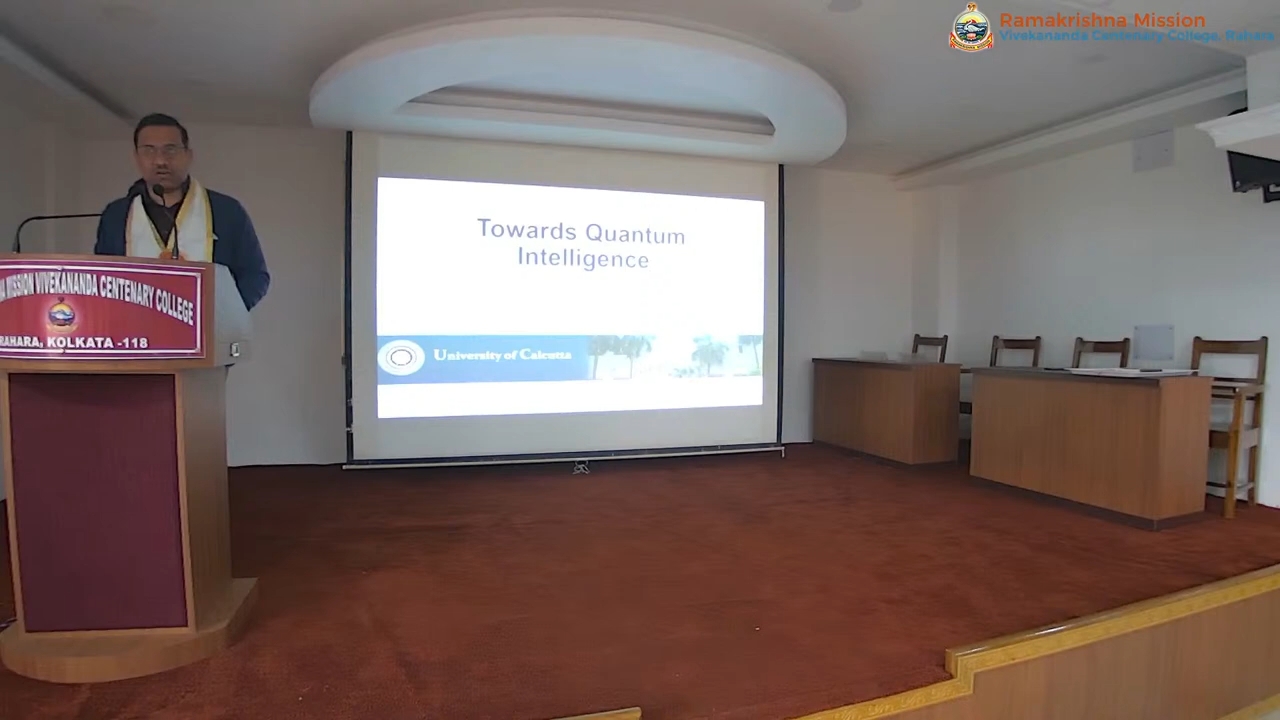 Ramakrishna Mission
Vivekananda Centenary College, Rahara
Towards Quantum
Intelligence
University of Calcutta
MISSION VIVEKANANDA CENTENARY COLLEGE
RAHARA, KOLKATA -118